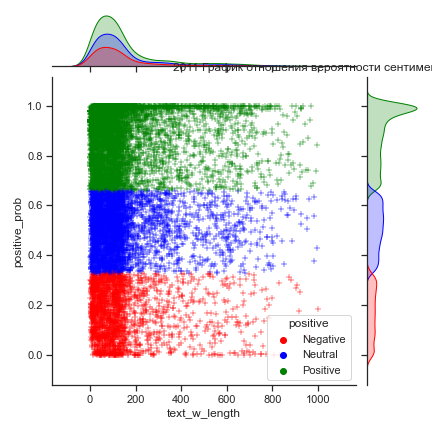 2011 График отношения вероятности сентимен
1.0
0.8
0.6
0.4
0.2
0.0
positive_prob
positive
Negative
Neutral
Positive
0 200 400 600 800 1000
text_w_length